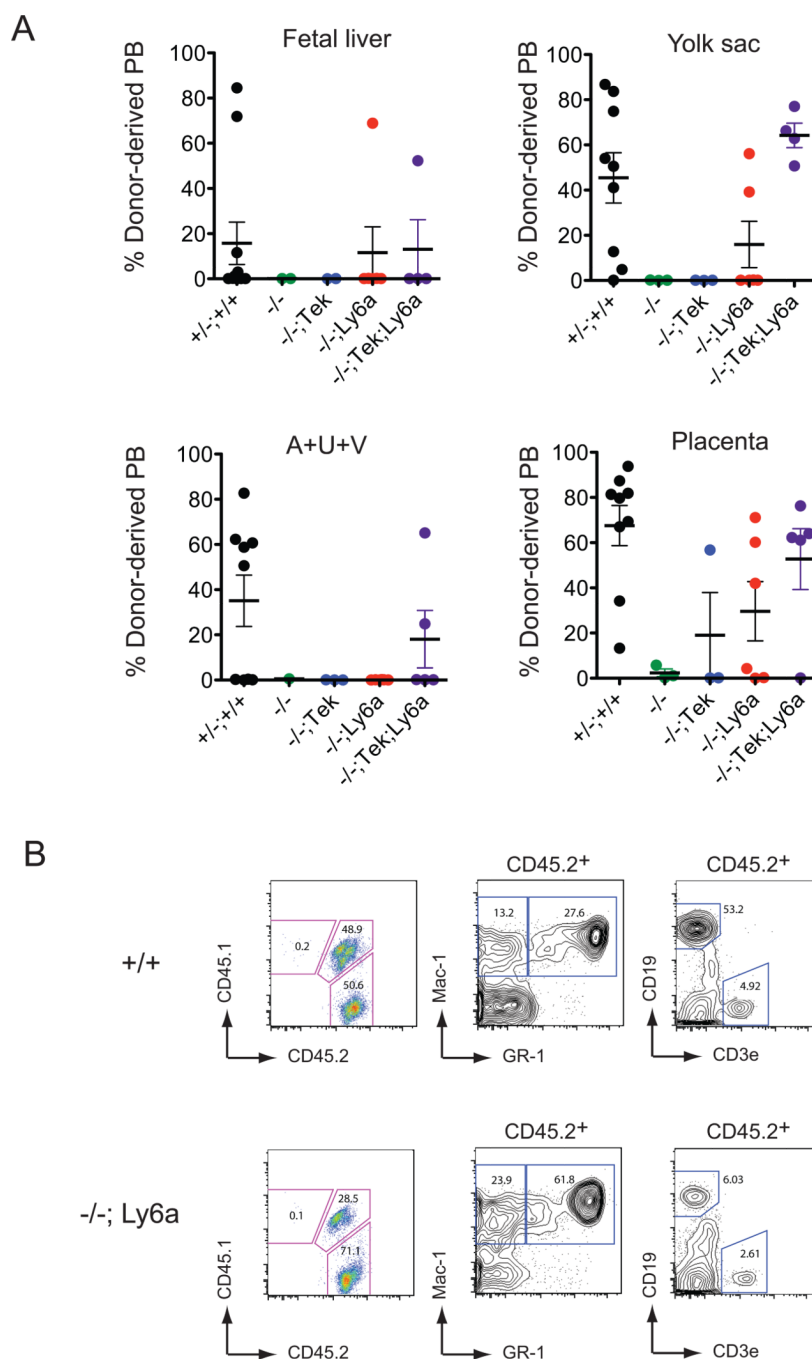 A
Fetal liver
% Donor-derived PB
100
80
60
40
20
0
+/-;+/+
-/-
-/-;Tek
-/-;Ly6a
-/-;Tek;Ly6a
Yolk sac
% Donor-derived PB
100
80
60
40
20
0
+/-;+/+
-/-
-/-;Tek
-/-;Ly6a
-/-;Tek;Ly6a
A+U+V
% Donor-derived PB
100
80
60
40
20
0
+/-;+/+
-/-
-/-;Tek
-/-;Ly6a
-/-;Tek;Ly6a
Placenta
% Donor-derived PB
100
80
60
40
20
0
+/-;+/+
-/-
-/-;Tek
-/-;Ly6a
-/-;Tek;Ly6a
B
+/+
CD45.1
0.2
48.9
50.6
CD45.2
CD45.2+
Mac-1
13.2
27.6
GR-1
CD45.2+
CD19
53.2
4.92
CD3e
-/-; Ly6a
CD45.1
0.1
28.5
71.1
CD45.2
CD45.2+
Mac-1
23.9
61.8
GR-1
CD45.2+
CD19
6.03
2.61
CD3e